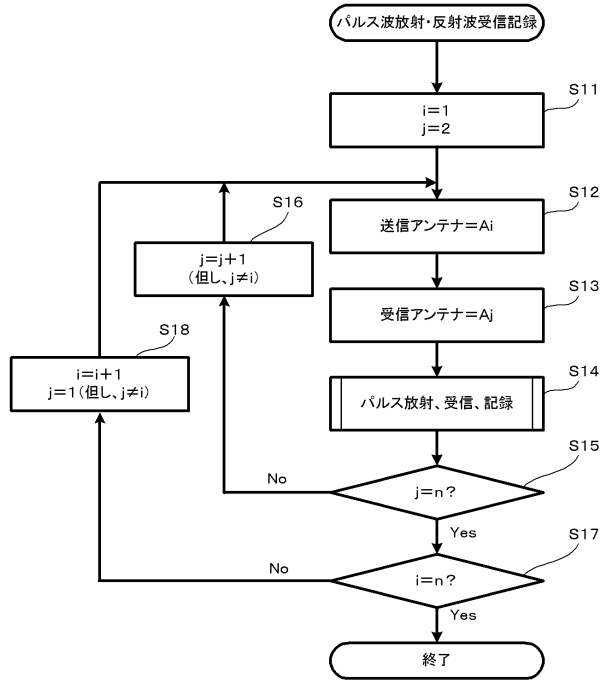 パルス波放射・反射波受信記録
S11
i=1
j=2
S12
送信アンテナ=Ai
S16
j=j+1
(但し、j≠i)
S13
受信アンテナ=Aj
S18
i=i+1
j=1(但し、j≠i)
S14
パルス放射、受信、記録
S15
j=n?
No
Yes
S17
i=n?
No
Yes
終了